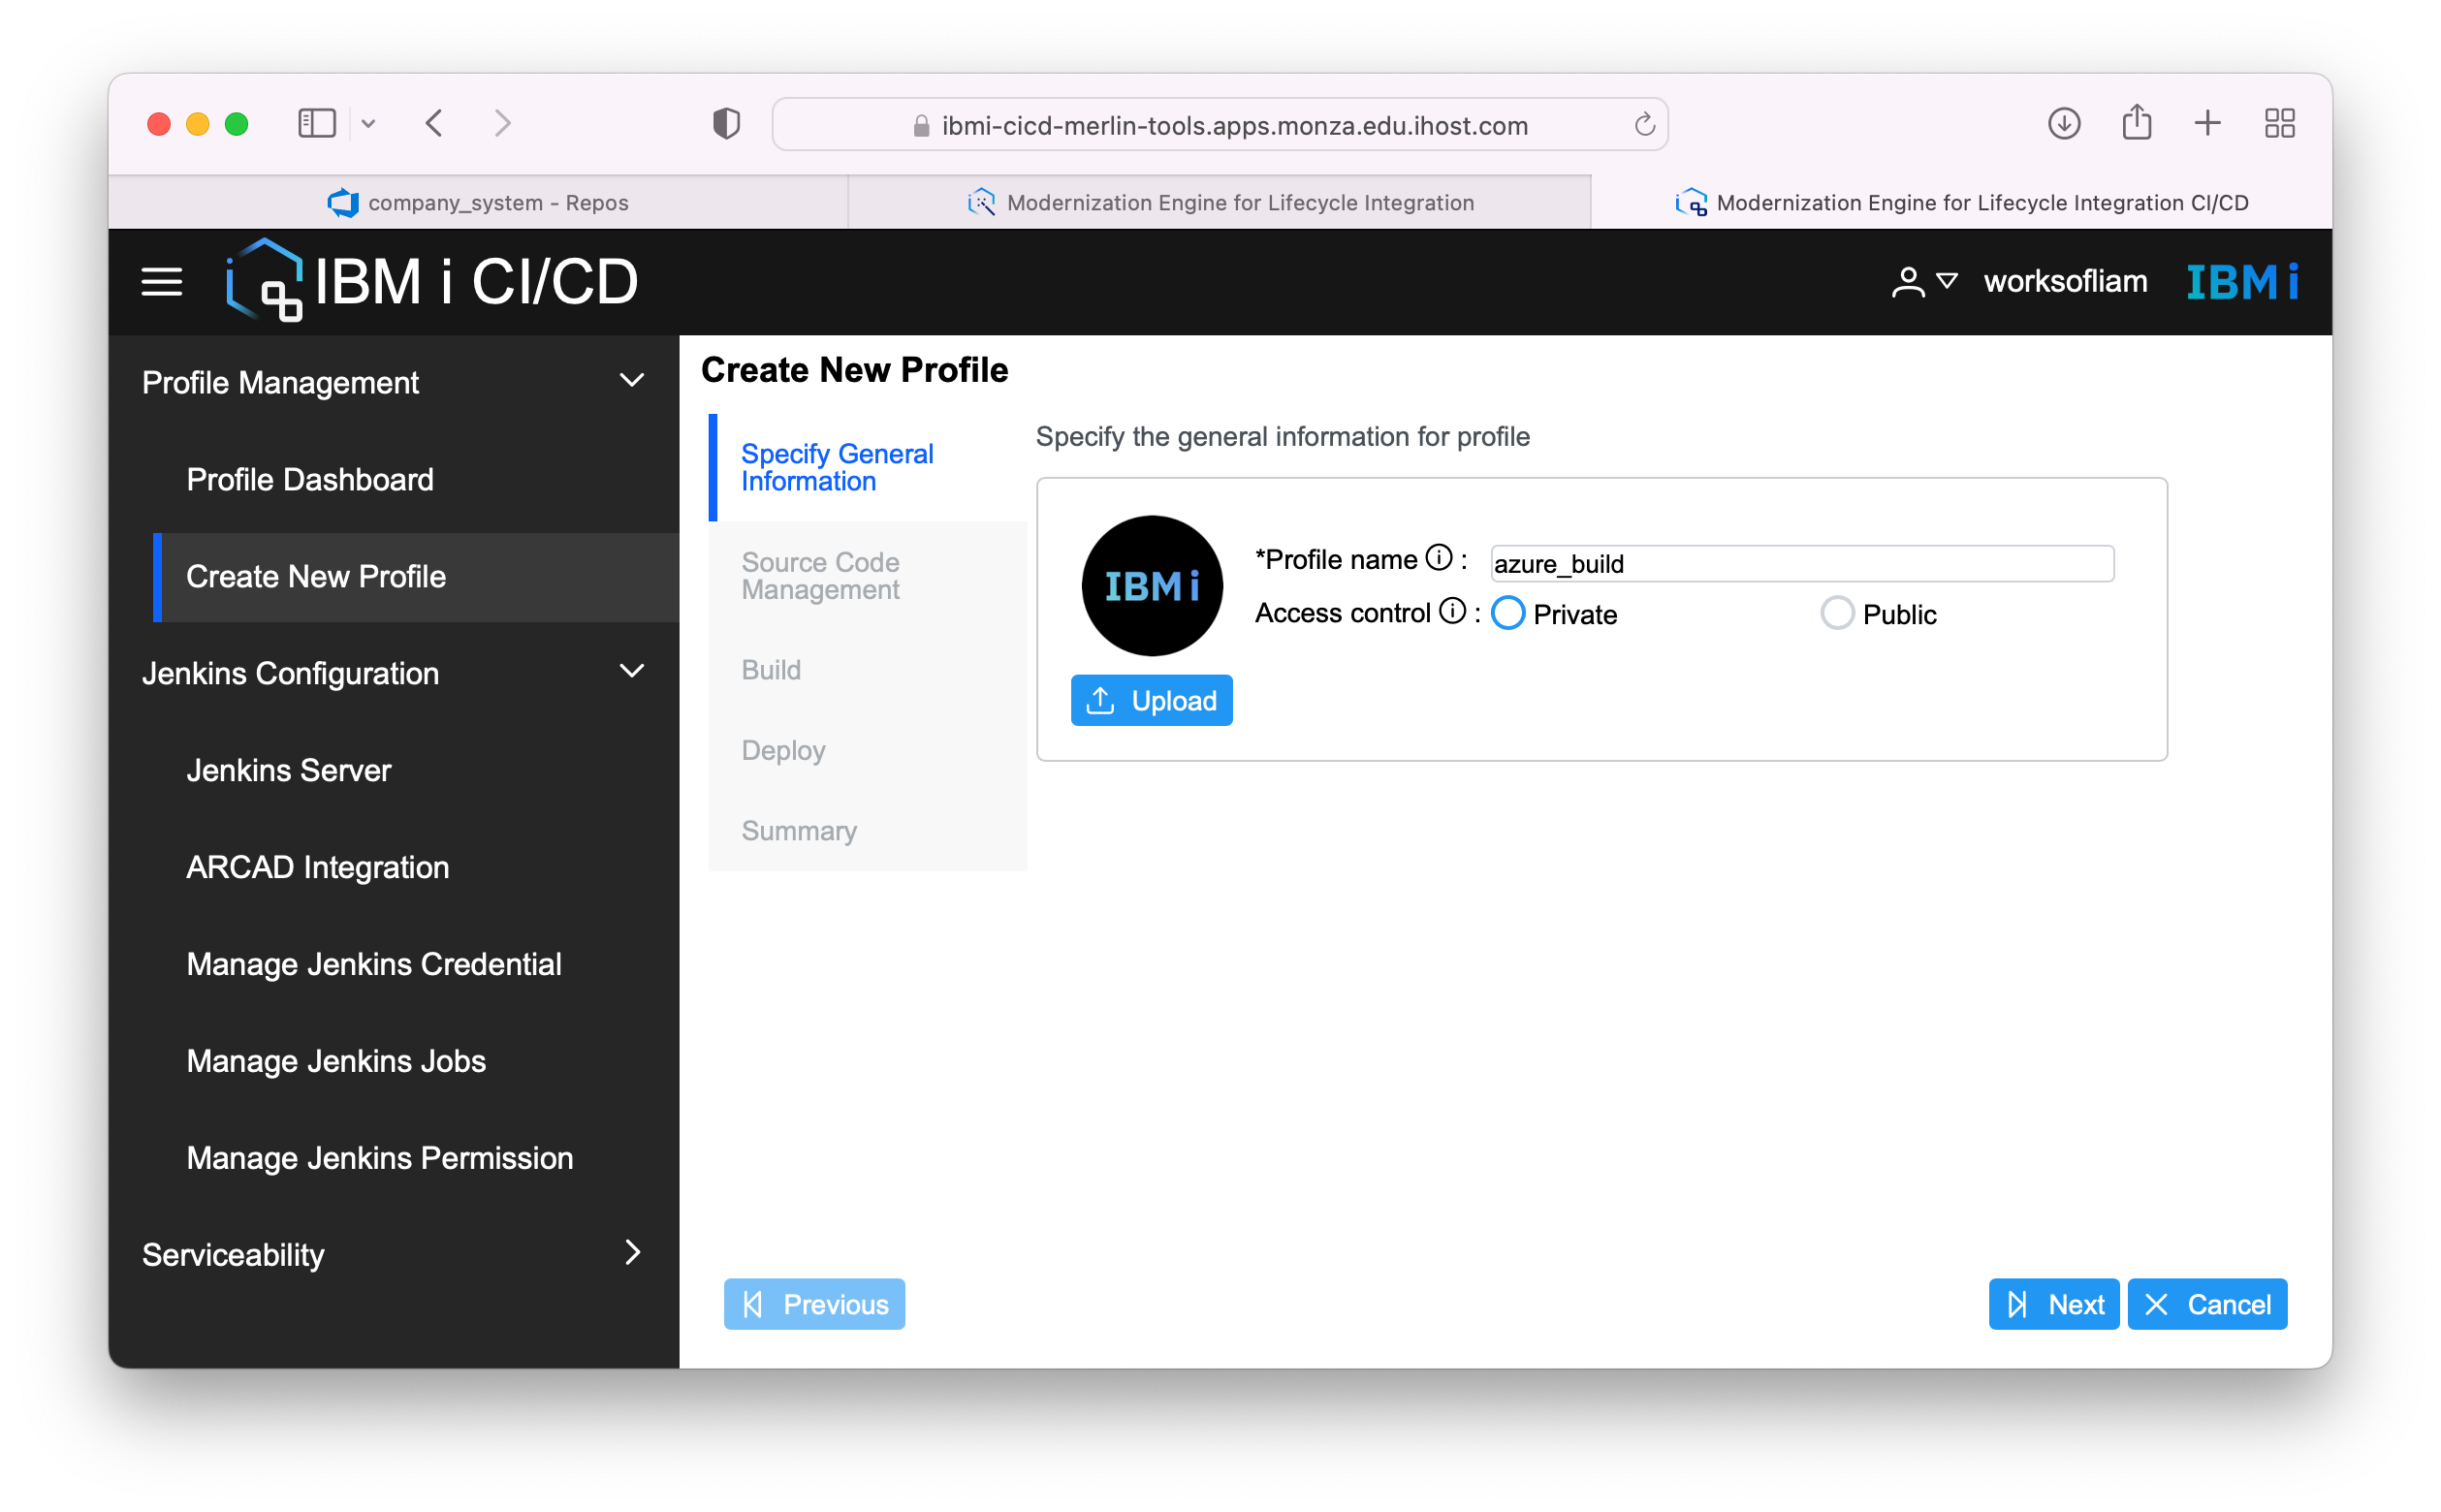 ibmi-cicd-merlin-tools.apps.monza.edu.ihost.com
company_system - Repos
Modernization Engine for Lifecycle Integration
Modernization Engine for Lifecycle Integration CI/CD
IBM i CI/CD
worksofliam
IBM i
Profile Management
Profile Dashboard
Create New Profile
Jenkins Configuration
Jenkins Server
ARCAD Integration
Manage Jenkins Credential
Manage Jenkins Jobs
Manage Jenkins Permission
Serviceability
Create New Profile
Specify General
Information
Source Code
Management
Build
Deploy
Summary
Specify the general information for profile
IBM i
*Profile name ⓘ :
azure_build
Access control ⓘ :
Private
Public
Upload
Previous
Next
Cancel